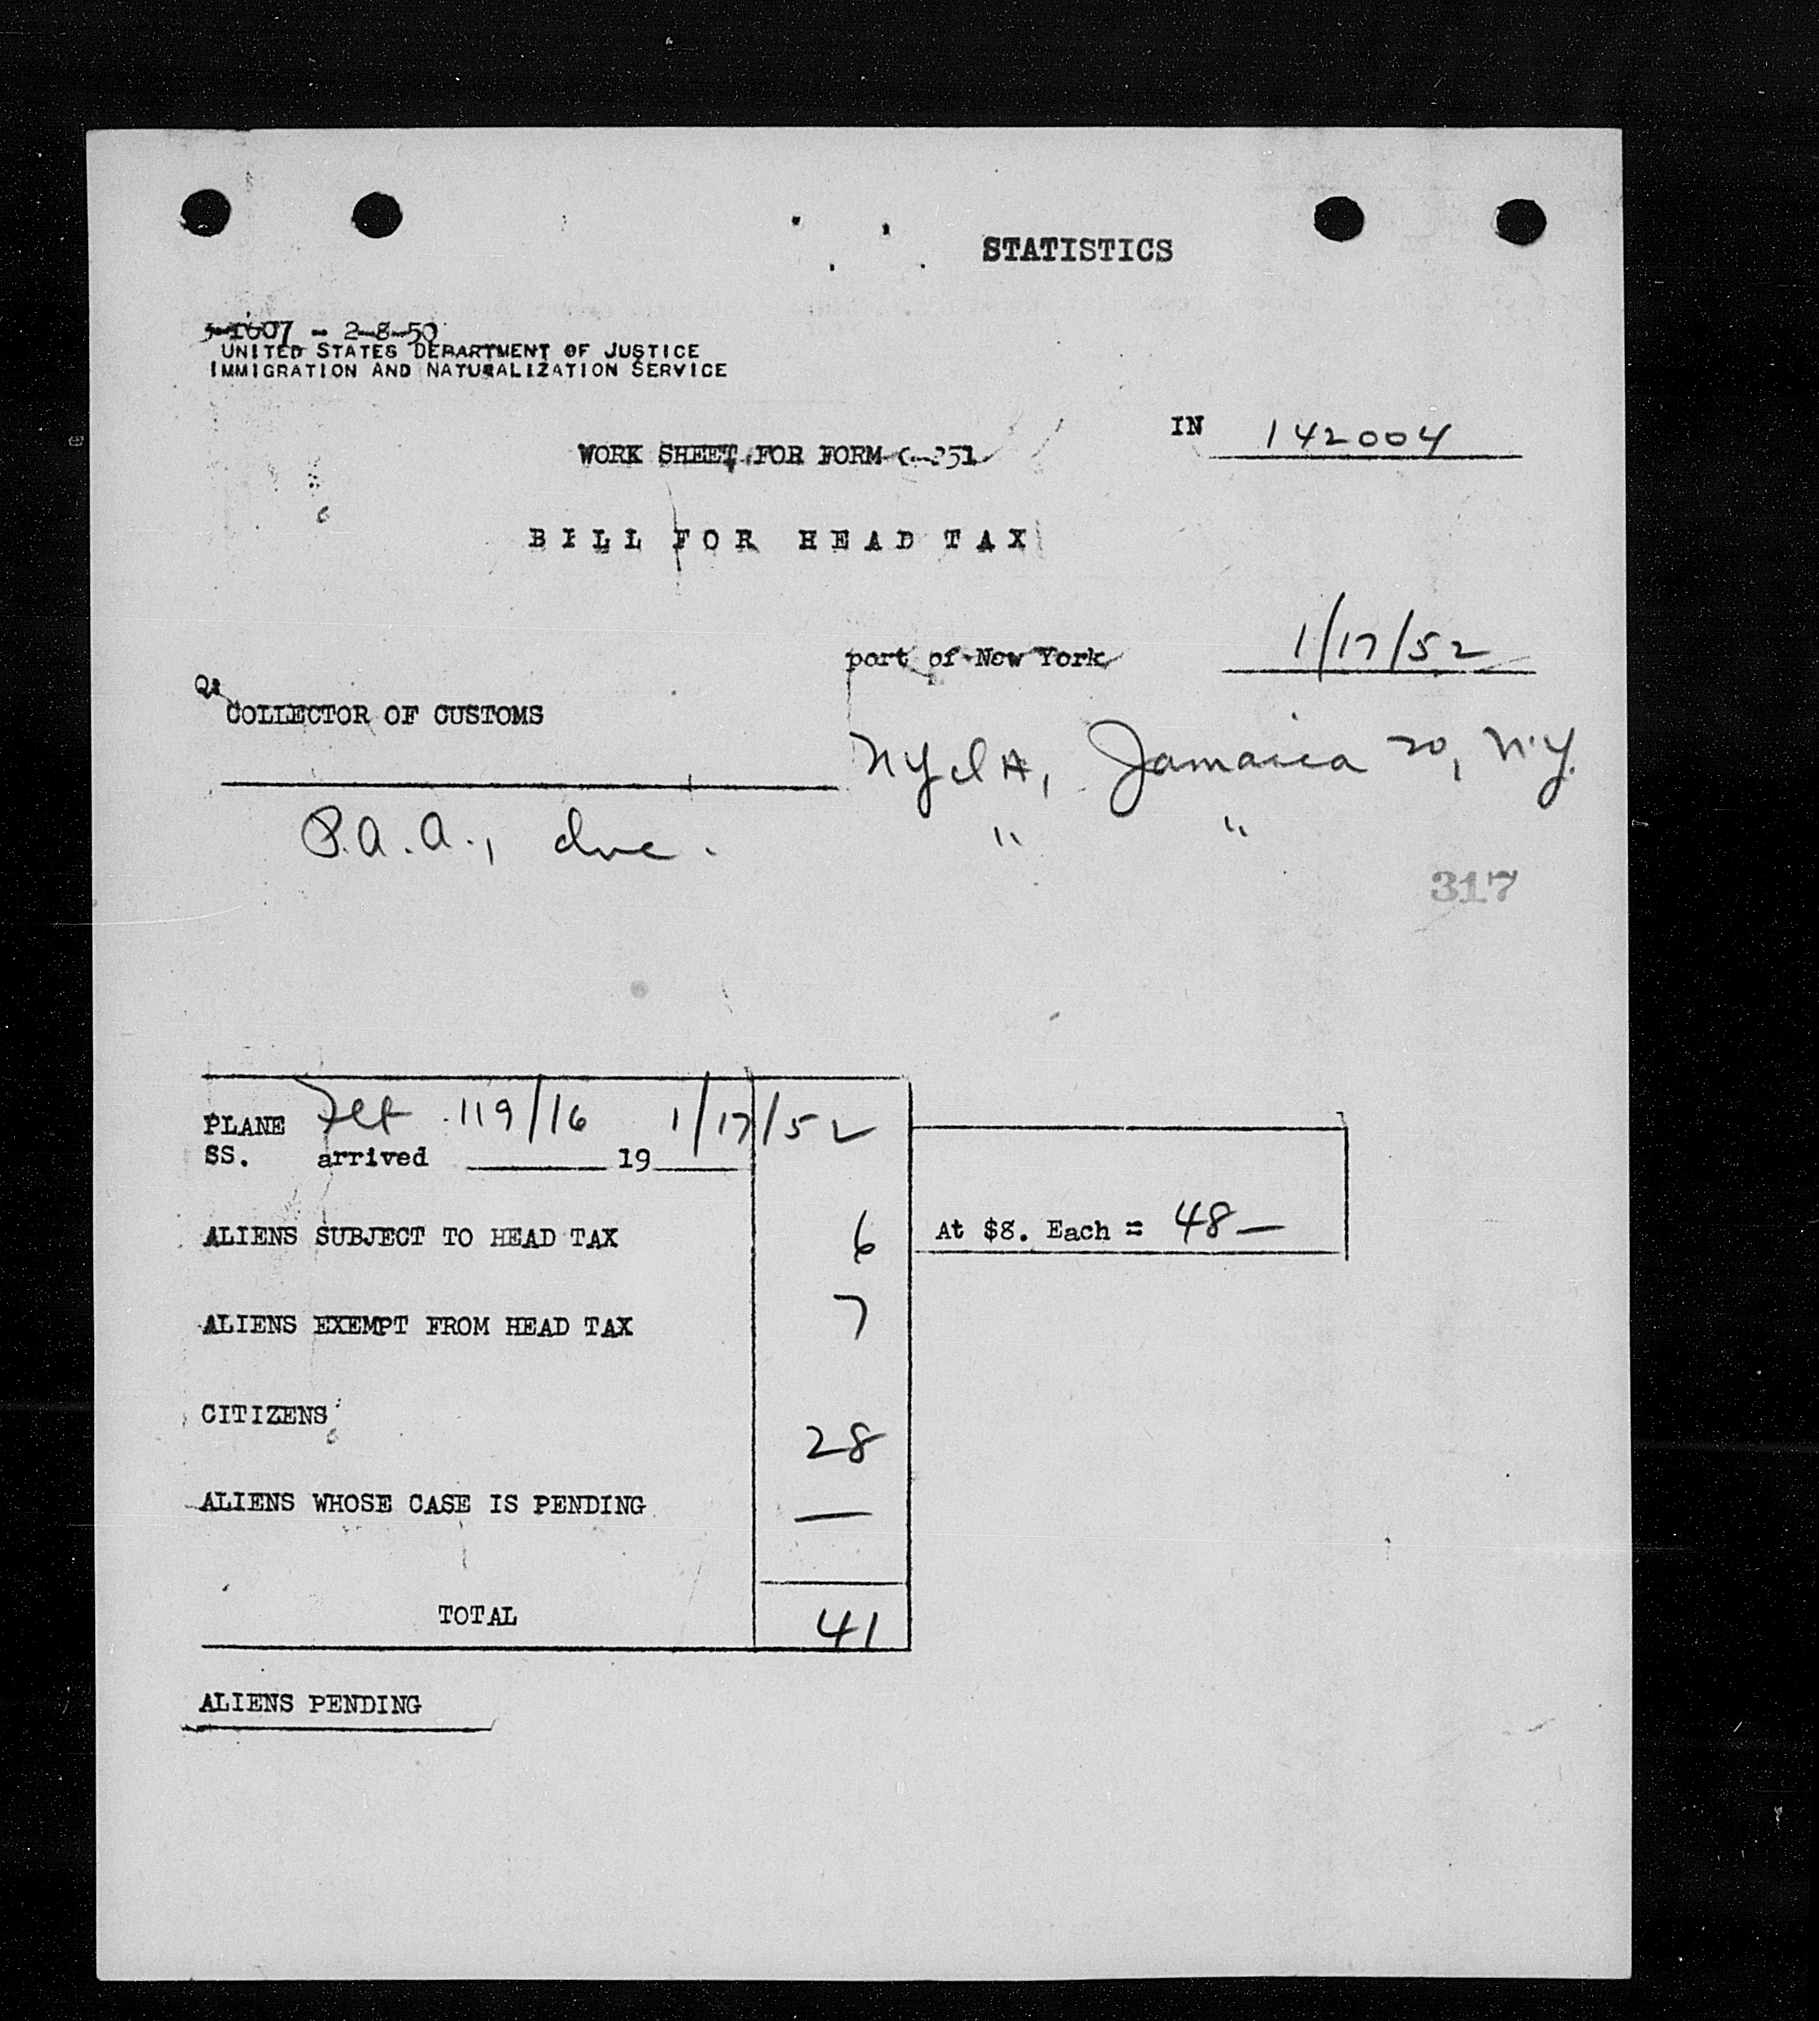 STATISTICS
-1607 - 2-8-50
UNITED STATES DEPARTMENT OF JUSTICE
IMMIGRATION AND NATURALIZATION SERVICE
IN 142004
WORK SHEET FOR FORM -251
BILL FOR HEAD TAX
port of New York 1/17/52
COLLECTOR OF CUSTOMS
NYIA, Jamaica 20, N.Y.
P.A.A., Inc. " "
317
PLANE Flt 119/16 1/17/52
SS. arrived 19
ALIENS SUBJECT TO HEAD TAX 6 At $8. Each = 48—
ALIENS EXEMPT FROM HEAD TAX 7
CITIZENS 28
ALIENS WHOSE CASE IS PENDING —
TOTAL 41
ALIENS PENDING